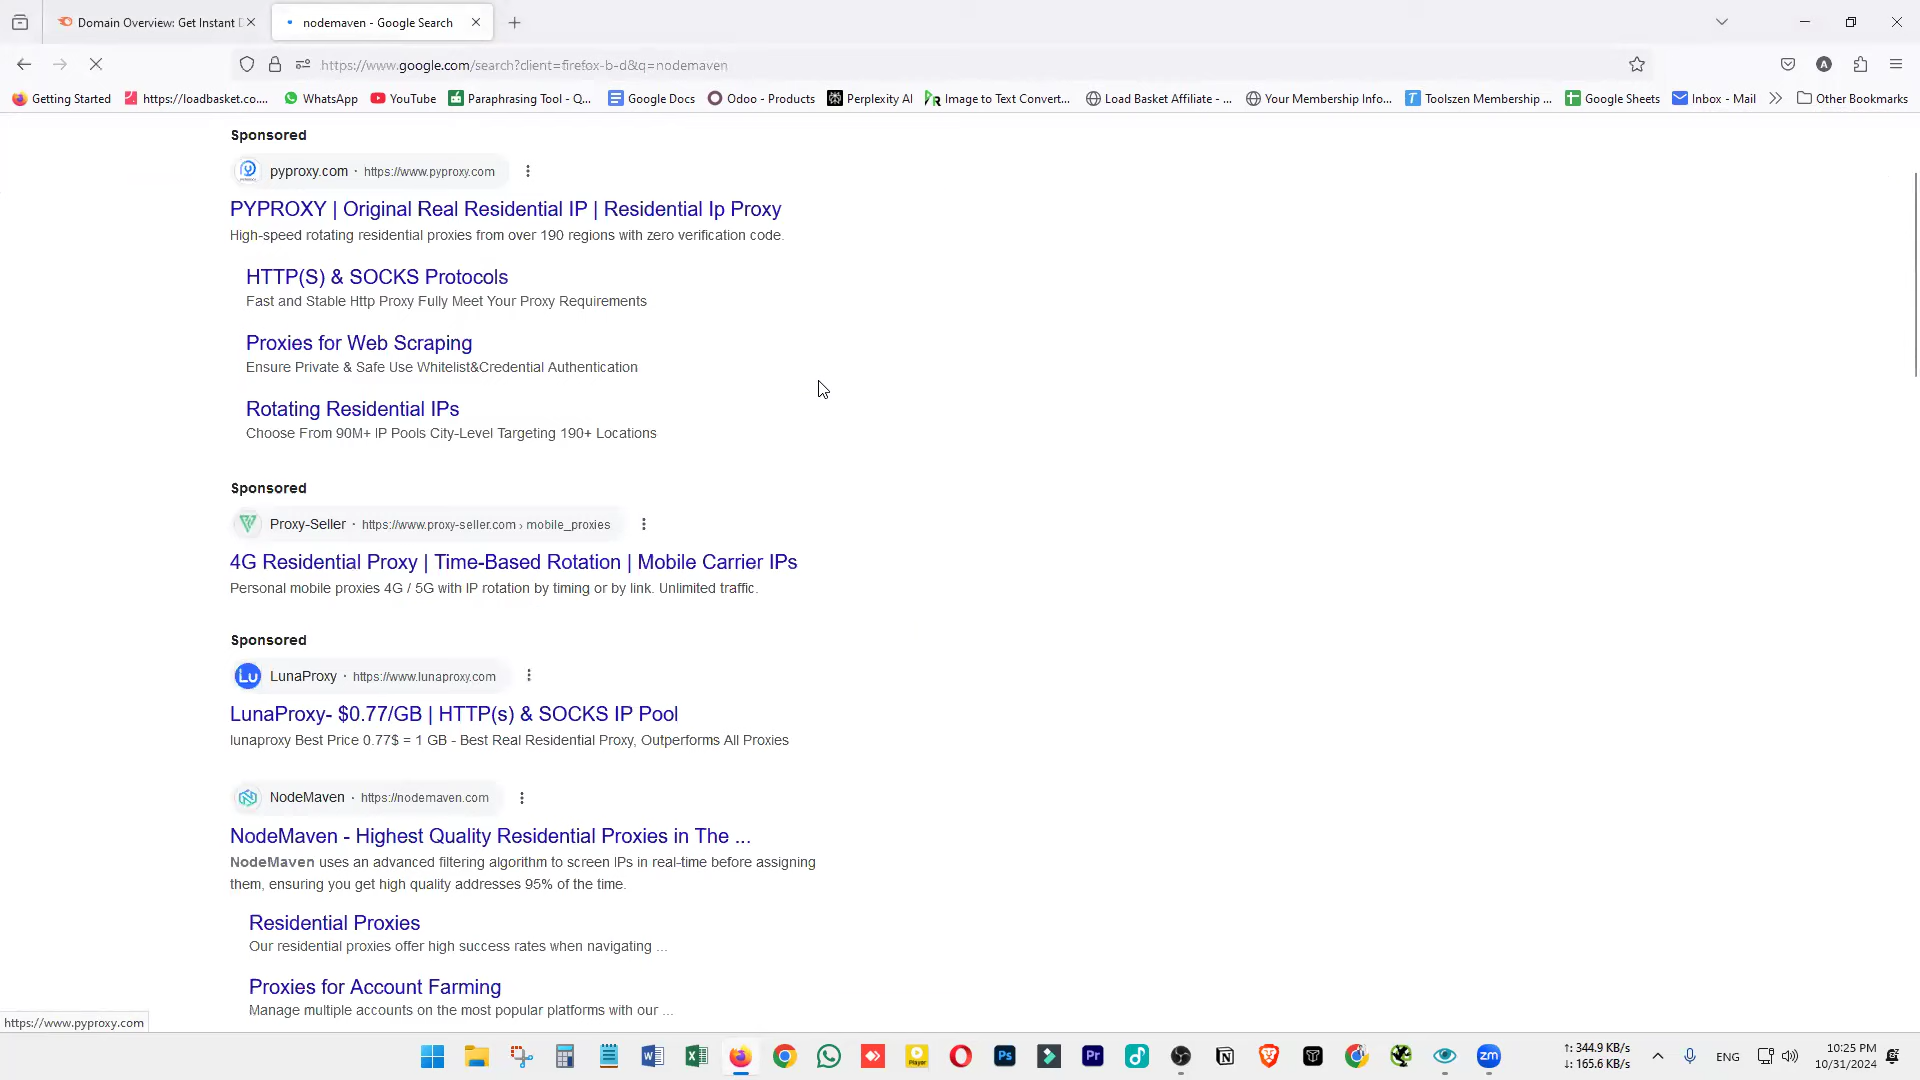 Domain Overview: Get Instant D
nodemaven - Google Search
https://www.google.com/search?client=firefox-b-d&q=nodemaven
Getting Started
https://loadbasket.co....
WhatsApp
YouTube
Paraphrasing Tool - Q...
Google Docs
Odoo - Products
Perplexity AI
Image to Text Convert...
Load Basket Affiliate - ...
Your Membership Info...
Toolszen Membership ...
Google Sheets
Inbox - Mail
Other Bookmarks
Sponsored
pyproxy.com · https://www.pyproxy.com
PYPROXY | Original Real Residential IP | Residential Ip Proxy
High-speed rotating residential proxies from over 190 regions with zero verification code.
HTTP(S) & SOCKS Protocols
Fast and Stable Http Proxy Fully Meet Your Proxy Requirements
Proxies for Web Scraping
Ensure Private & Safe Use Whitelist&Credential Authentication
Rotating Residential IPs
Choose From 90M+ IP Pools City-Level Targeting 190+ Locations
Sponsored
Proxy-Seller · https://www.proxy-seller.com › mobile_proxies
4G Residential Proxy | Time-Based Rotation | Mobile Carrier IPs
Personal mobile proxies 4G / 5G with IP rotation by timing or by link. Unlimited traffic.
Sponsored
Lu LunaProxy · https://www.lunaproxy.com
LunaProxy- $0.77/GB | HTTP(s) & SOCKS IP Pool
lunaproxy Best Price 0.77$ = 1 GB - Best Real Residential Proxy, Outperforms All Proxies
NodeMaven · https://nodemaven.com
NodeMaven - Highest Quality Residential Proxies in The ...
NodeMaven uses an advanced filtering algorithm to screen IPs in real-time before assigning
them, ensuring you get high quality addresses 95% of the time.
Residential Proxies
Our residential proxies offer high success rates when navigating ...
Proxies for Account Farming
Manage multiple accounts on the most popular platforms with our ...
https://www.pyproxy.com
↑: 344.9 KB/s
↓: 165.6 KB/s
ENG
10:25 PM
10/31/2024